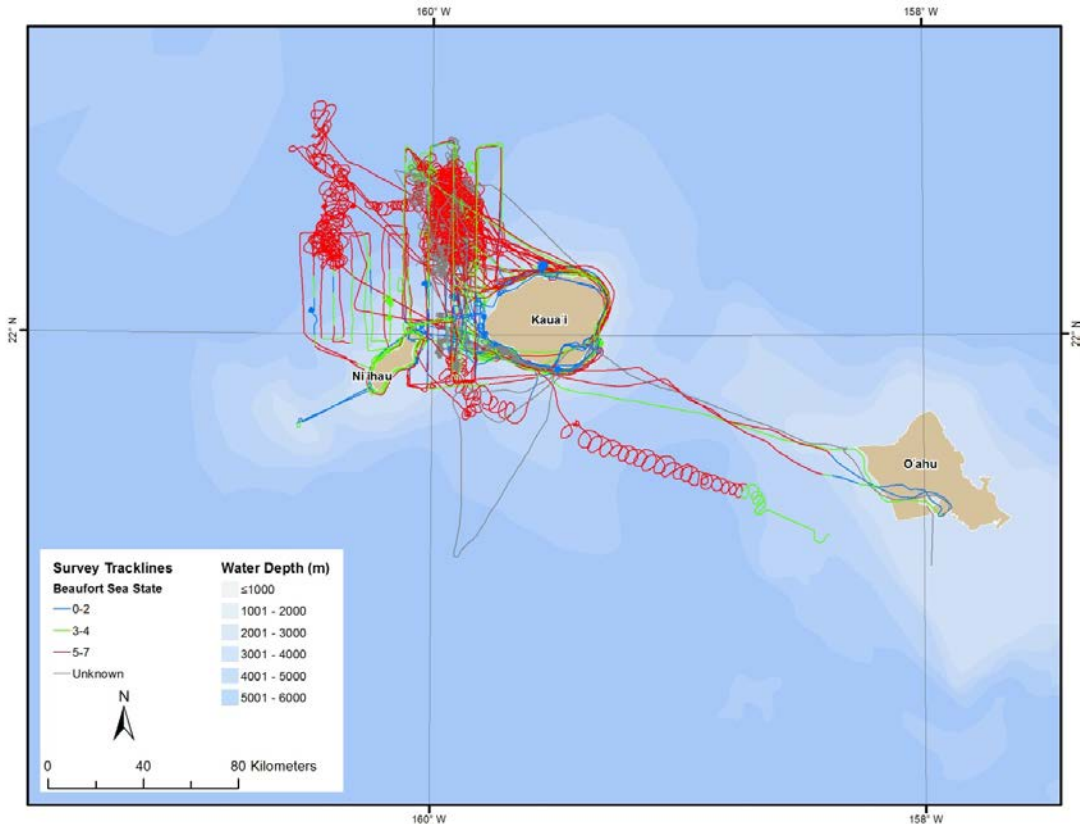 160° W
158° W
22° N
22° N
Kaua'i
Ni'ihau
O'ahu
Survey Tracklines
Beaufort Sea State
0-2
3-4
5-7
Unknown
Water Depth (m)
≤1000
1001 - 2000
2001 - 3000
3001 - 4000
4001 - 5000
5001 - 6000
N
0 40 80 Kilometers
160° W
158° W